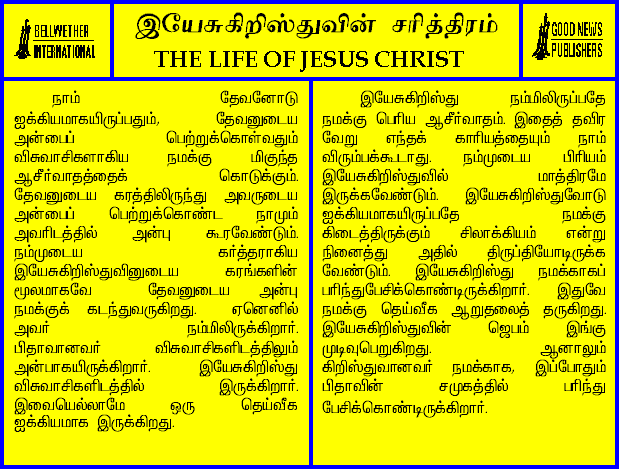 BELLWETHER
INTERNATIONAL
இயேசுகிறிஸ்துவின் சரித்திரம்
THE LIFE OF JESUS CHRIST
GOOD NEWS
PUBLISHERS
நாம் தேவனோடு
ஐக்கியமாகயிருப்பதும், தேவனுடைய
அன்பைப் பெற்றுக்கொள்வதும்
விசுவாசிகளாகிய நமக்கு மிகுந்த
ஆசீர்வாதத்தைக் கொடுக்கும்.
தேவனுடைய கரத்திலிருந்து அவருடைய
அன்பைப் பெற்றுக்கொண்ட நாமும்
அவரிடத்தில் அன்பு கூரவேண்டும்.
நம்முடைய கர்த்தராகிய
இயேசுகிறிஸ்துவினுடைய கரங்களின்
மூலமாகவே தேவனுடைய அன்பு
நமக்குக் கடந்துவருகிறது. ஏனெனில்
அவர் நம்மிலிருக்கிறார்.
பிதாவானவர் விசுவாசிகளிடத்திலும்
அன்பாகயிருக்கிறார். இயேசுகிறிஸ்து
விசுவாசிகளிடத்தில் இருக்கிறார்.
இவையெல்லாமே ஒரு தெய்வீக
ஐக்கியமாக இருக்கிறது.
இயேசுகிறிஸ்து நம்மிலிருப்பதே
நமக்கு பெரிய ஆசீர்வாதம். இதைத் தவிர
வேறு எந்தக் காரியத்தையும் நாம்
விரும்பக்கூடாது. நம்முடைய பிரியம்
இயேசுகிறிஸ்துவில் மாத்திரமே
இருக்கவேண்டும். இயேசுகிறிஸ்துவோடு
ஐக்கியமாகயிருப்பதே நமக்கு
கிடைத்திருக்கும் சிலாக்கியம் என்று
நினைத்து அதில் திருப்தியோடிருக்க
வேண்டும். இயேசுகிறிஸ்து நமக்காகப்
பரிந்துபேசிக்கொண்டிருக்கிறார். இதுவே
நமக்கு தெய்வீக ஆறுதலைத் தருகிறது.
இயேசுகிறிஸ்துவின் ஜெபம் இங்கு
முடிவுபெறுகிறது. ஆனாலும்
கிறிஸ்துவானவர் நமக்காக, இப்போதும்
பிதாவின் சமுகத்தில் பரிந்து
பேசிக்கொண்டிருக்கிறார்.